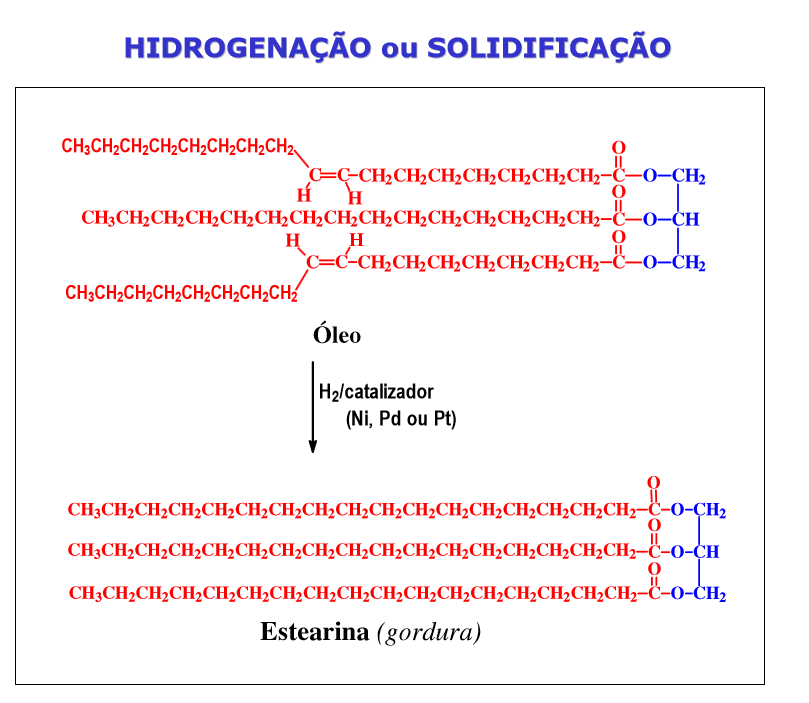 HIDROGENAÇÃO ou SOLIDIFICAÇÃO
O
CH₃CH₂CH₂CH₂CH₂CH₂CH₂CH₂
C=C-CH₂CH₂CH₂CH₂CH₂CH₂CH₂-C-O-CH₂
H H O
CH₃CH₂CH₂CH₂CH₂CH₂CH₂CH₂CH₂CH₂CH₂CH₂CH₂CH₂CH₂-C-O-CH
H H O
C=C-CH₂CH₂CH₂CH₂CH₂CH₂CH₂-C-O-CH₂
CH₃CH₂CH₂CH₂CH₂CH₂CH₂CH₂
Óleo
H₂/catalizador
(Ni, Pd ou Pt)
O
CH₃CH₂CH₂CH₂CH₂CH₂CH₂CH₂CH₂CH₂CH₂CH₂CH₂CH₂CH₂CH₂CH₂-C-O-CH₂
O
CH₃CH₂CH₂CH₂CH₂CH₂CH₂CH₂CH₂CH₂CH₂CH₂CH₂CH₂CH₂CH₂CH₂-C-O-CH
O
CH₃CH₂CH₂CH₂CH₂CH₂CH₂CH₂CH₂CH₂CH₂CH₂CH₂CH₂CH₂CH₂CH₂-C-O-CH₂
Estearina (gordura)